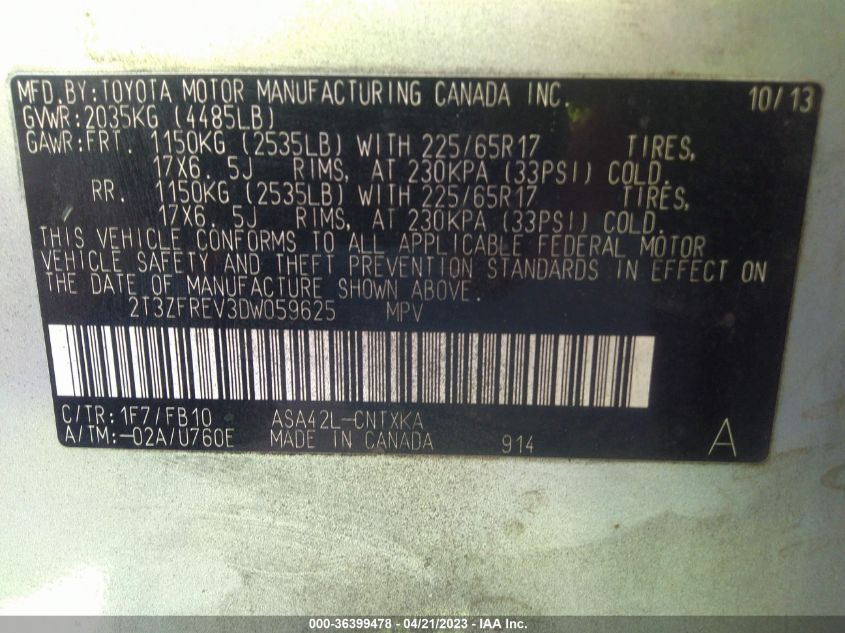 MFD.BY:TOYOTA MOTOR MANUFACTURING CANADA INC. 10/13
GVWR:2035KG (4485LB)
GAWR:FRT. 1150KG (2535LB) WITH 225/65R17 TIRES,
17X6. 5J RIMS, AT 230KPA (33PSI) COLD.
RR. 1150KG (2535LB) WITH 225/65R17 TIRES,
17X6. 5J RIMS, AT 230KPA (33PSI) COLD.
THIS VEHICLE CONFORMS TO ALL APPLICABLE FEDERAL MOTOR
VEHICLE SAFETY AND THEFT PREVENTION STANDARDS IN EFFECT ON
THE DATE OF MANUFACTURE SHOWN ABOVE.
2T3ZFREV3DW059625 MPV
C/TR:1F7/FB10 ASA42L-CNTXKA
A/TM:-02A/U760E MADE IN CANADA 914 A
000-36399478 - 04/21/2023 - IAA Inc.